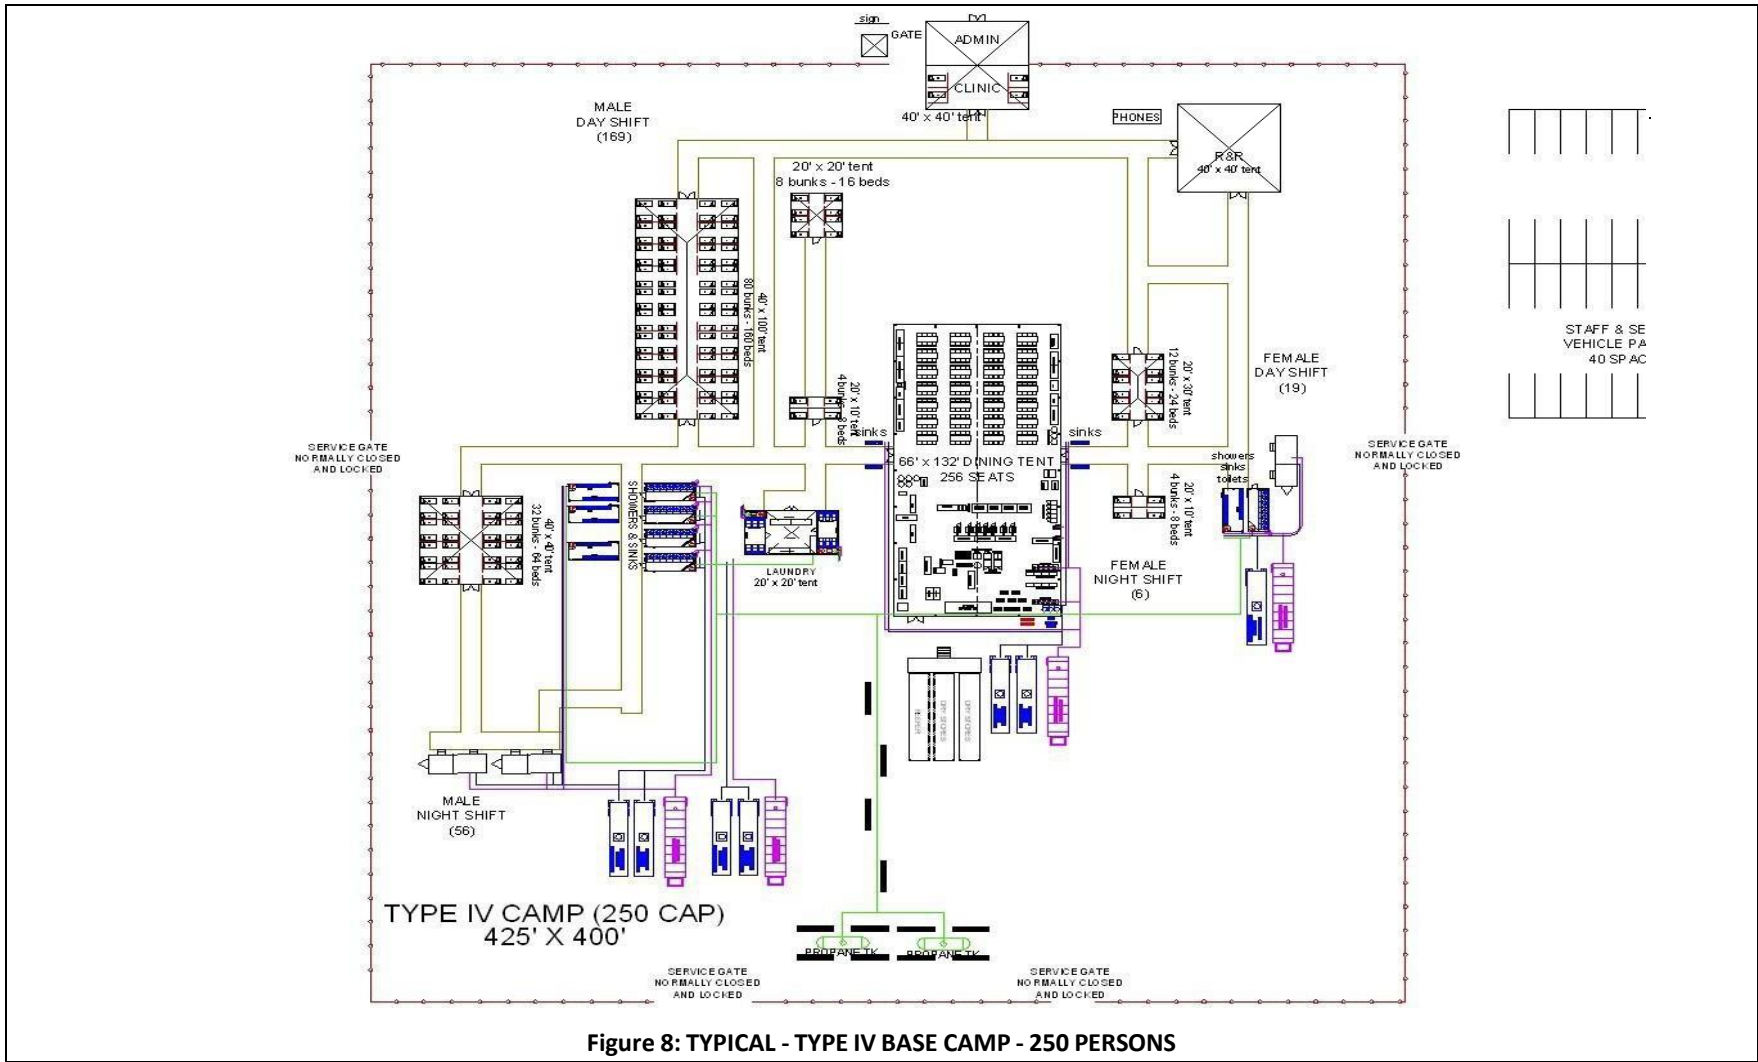 sign
GATE
ADMIN
CLINIC
40' x 40' tent
PHONES
R&R
40' x 40' tent
MALE
DAY SHIFT
(169)
20' x 20' tent
8 bunks - 16 beds
40' x 100' tent
80 bunks - 160 beds
20' x 10' tent
4 bunks - 8 beds
sinks
sinks
66' x 132' DINING TENT
256 SEATS
20' x 30' tent
12 bunks - 24 beds
FEMALE
DAY SHIFT
(19)
STAFF & SE
VEHICLE PA
40 SPAC
SERVICE GATE
NORMALLY CLOSED
AND LOCKED
SERVICE GATE
NORMALLY CLOSED
AND LOCKED
showers
sinks
toilets
20' x 10' tent
4 bunks - 8 beds
40' x 40' tent
32 bunks - 64 beds
SHOWERS & SINKS
LAUNDRY
20' x 20' tent
FEMALE
NIGHT SHIFT
(6)
REEFER
DRY STORES
DRY STORES
MALE
NIGHT SHIFT
(56)
TYPE IV CAMP (250 CAP)
425' X 400'
PROPANE TK
PROPANE TK
SERVICE GATE
NORMALLY CLOSED
AND LOCKED
SERVICE GATE
NORMALLY CLOSED
AND LOCKED
Figure 8: TYPICAL - TYPE IV BASE CAMP - 250 PERSONS